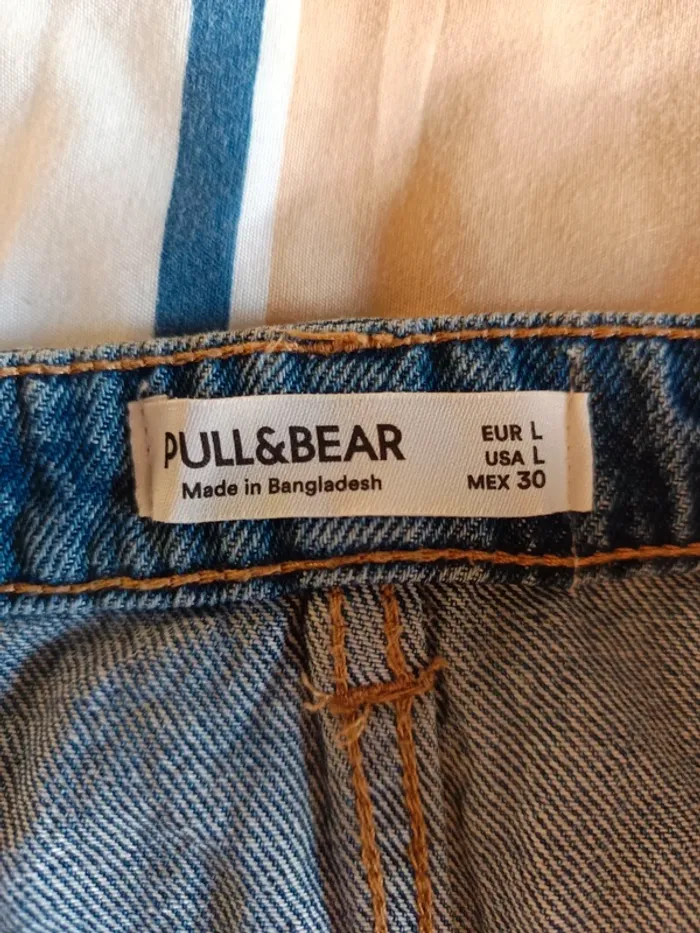 PULL&BEAR
Made in Bangladesh
EUR L
USA L
MEX 30